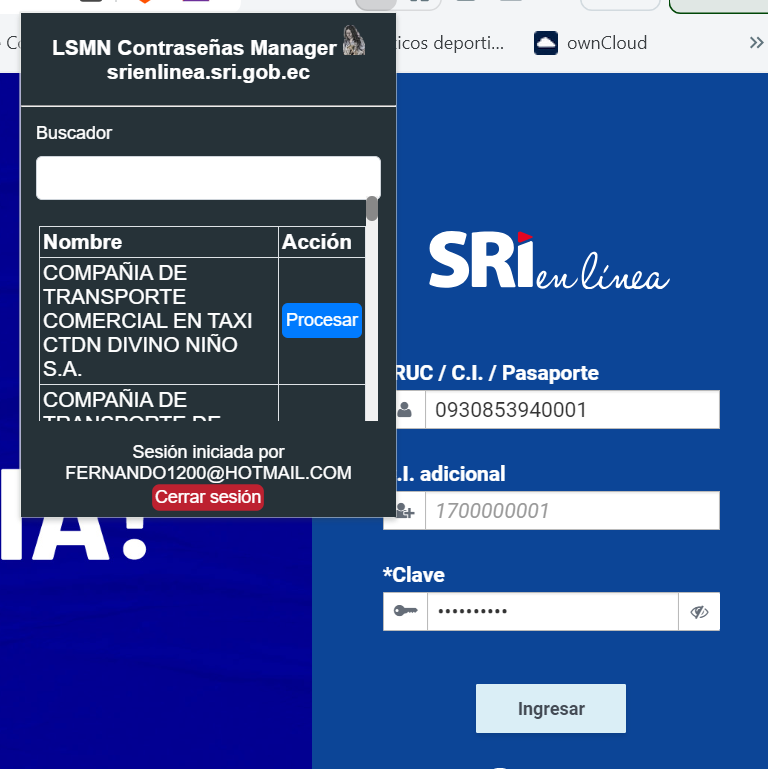 LSMN Contraseñas Manager
srienlinea.sri.gob.ec
icos deporti...
ownCloud
Buscador
Nombre
Acción
COMPAÑIA DE
TRANSPORTE
COMERCIAL EN TAXI
CTDN DIVINO NIÑO
S.A.
Procesar
COMPAÑIA DE
TRANSPORTE DE
Sesión iniciada por
FERNANDO1200@HOTMAIL.COM
Cerrar sesión
IA!
SRi en línea
RUC / C.I. / Pasaporte
0930853940001
.I. adicional
1700000001
*Clave
Ingresar